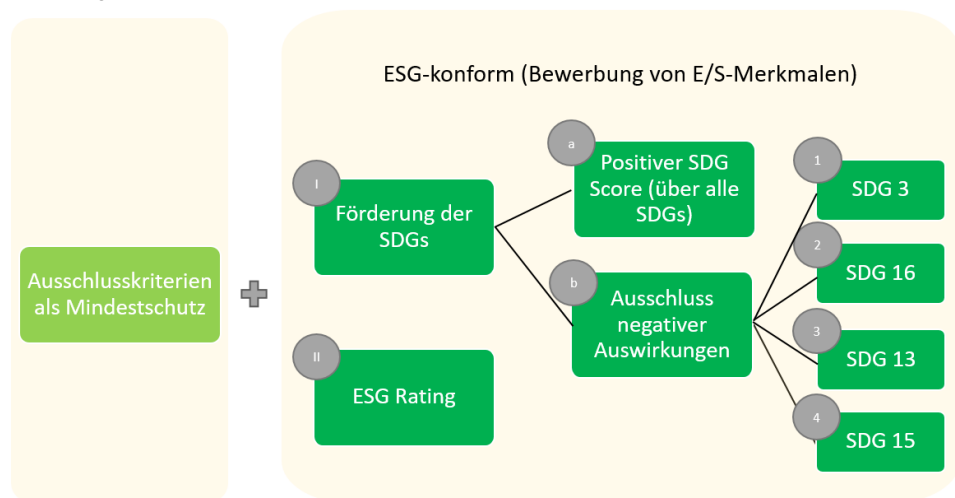 ESG-konform (Bewerbung von E/S-Merkmalen)
Ausschlusskriterien
als Mindestschutz
I
Förderung der
SDGs
II
ESG Rating
a
Positiver SDG
Score (über alle
SDGs)
b
Ausschluss
negativer
Auswirkungen
1
SDG 3
2
SDG 16
3
SDG 13
4
SDG 15